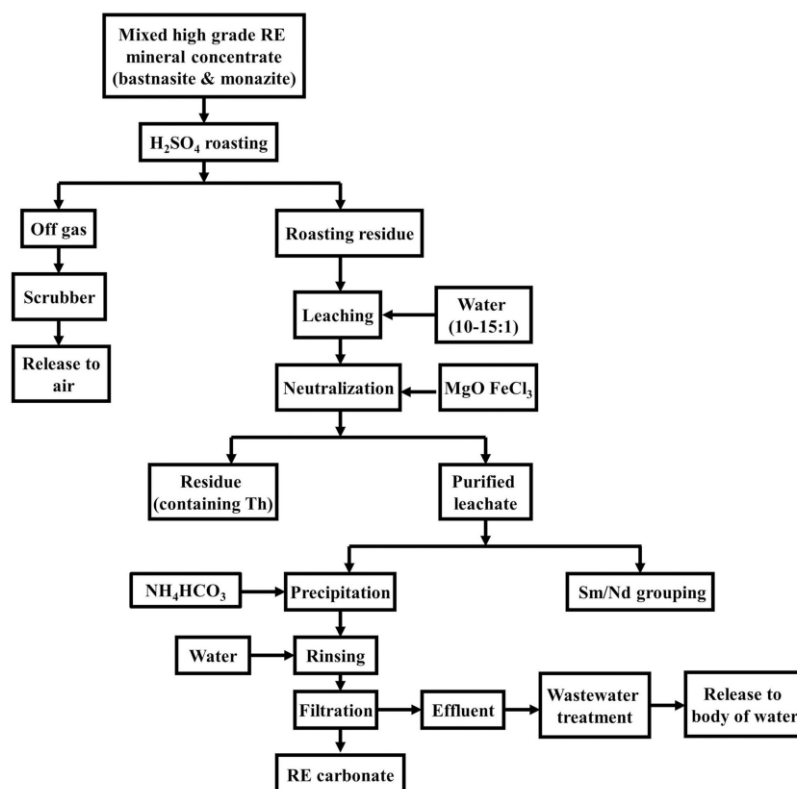 Mixed high grade RE
mineral concentrate
(bastnasite & monazite)
H₂SO₄ roasting
Off gas
Roasting residue
Scrubber
Leaching
Water
(10-15:1)
Release to
air
Neutralization
MgO FeCl₃
Residue
(containing Th)
Purified
leachate
NH₄HCO₃
Precipitation
Sm/Nd grouping
Water
Rinsing
Filtration
Effluent
Wastewater
treatment
Release to
body of water
RE carbonate